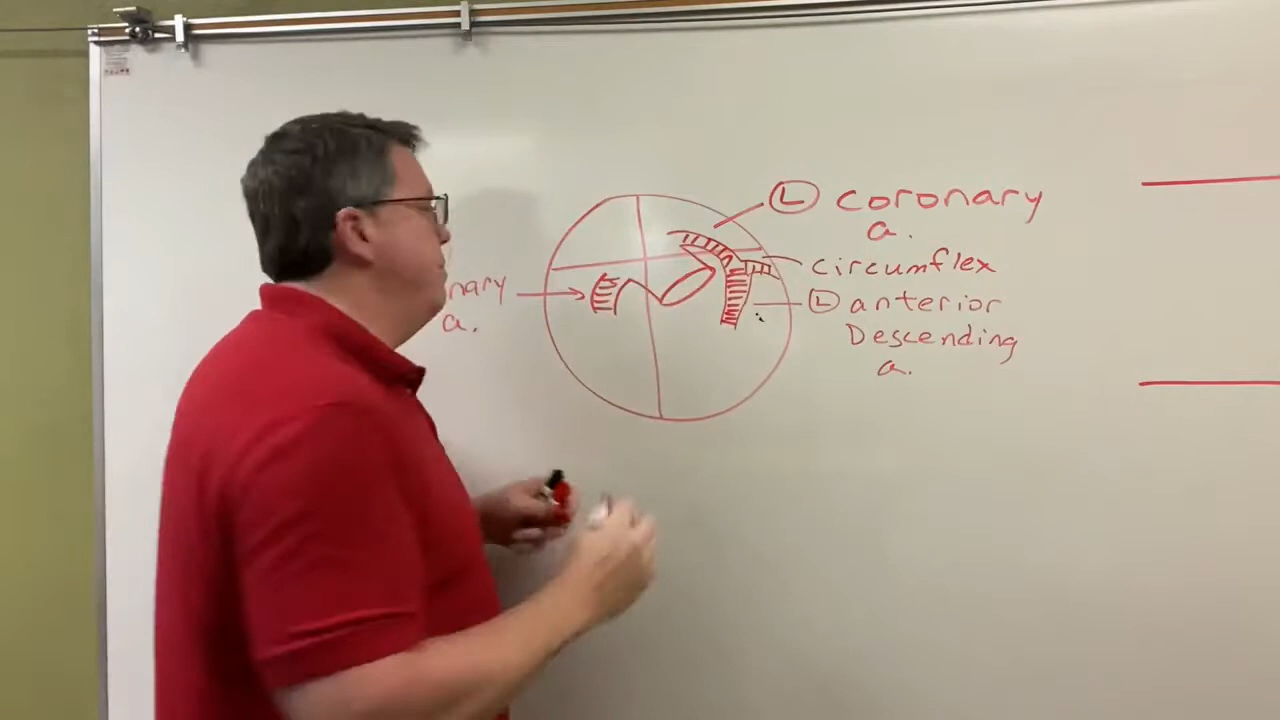 Ⓛ coronary
a.
circumflex
Ⓛ anterior
Descending
a.
nary
a.